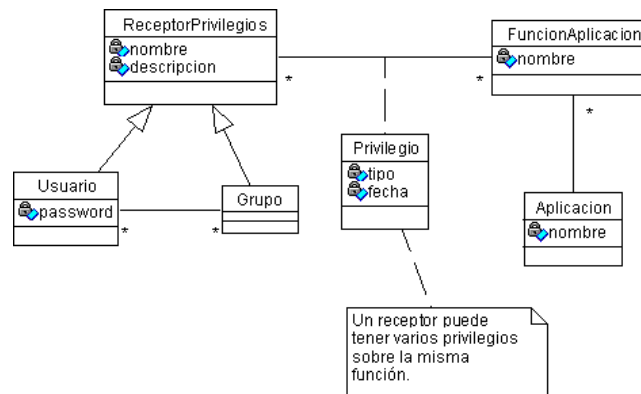 ReceptorPrivilegios
nombre
descripcion
FuncionAplicacion
nombre
*
*
*
Privilegio
tipo
fecha
Usuario
password
*
*
Grupo
Aplicacion
nombre
Un receptor puede
tener varios privilegios
sobre la misma
función.